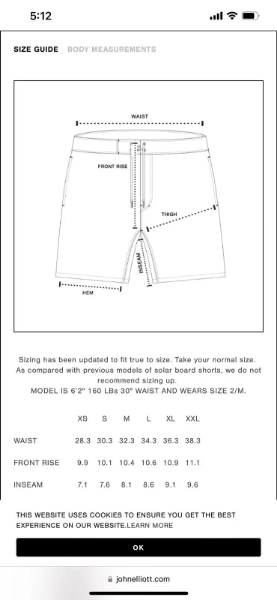 5:12
SIZE GUIDE BODY MEASUREMENTS
WAIST
FRONT RISE
THIGH
INSEAM
HEM
Sizing has been updated to fit true to size. Take your normal size.
As compared with previous models of solar board shorts, we do not
recommend sizing up.
MODEL IS 6'2" 160 LBs 30" WAIST AND WEARS SIZE 2/M.
XS S M L XL XXL
WAIST 28.3 30.3 32.3 34.3 36.3 38.3
FRONT RISE 9.9 10.1 10.4 10.6 10.9 11.1
INSEAM 7.1 7.6 8.1 8.6 9.1 9.6
THIS WEBSITE USES COOKIES TO ENSURE YOU GET THE BEST
EXPERIENCE ON OUR WEBSITE.LEARN MORE
OK
johnelliott.com